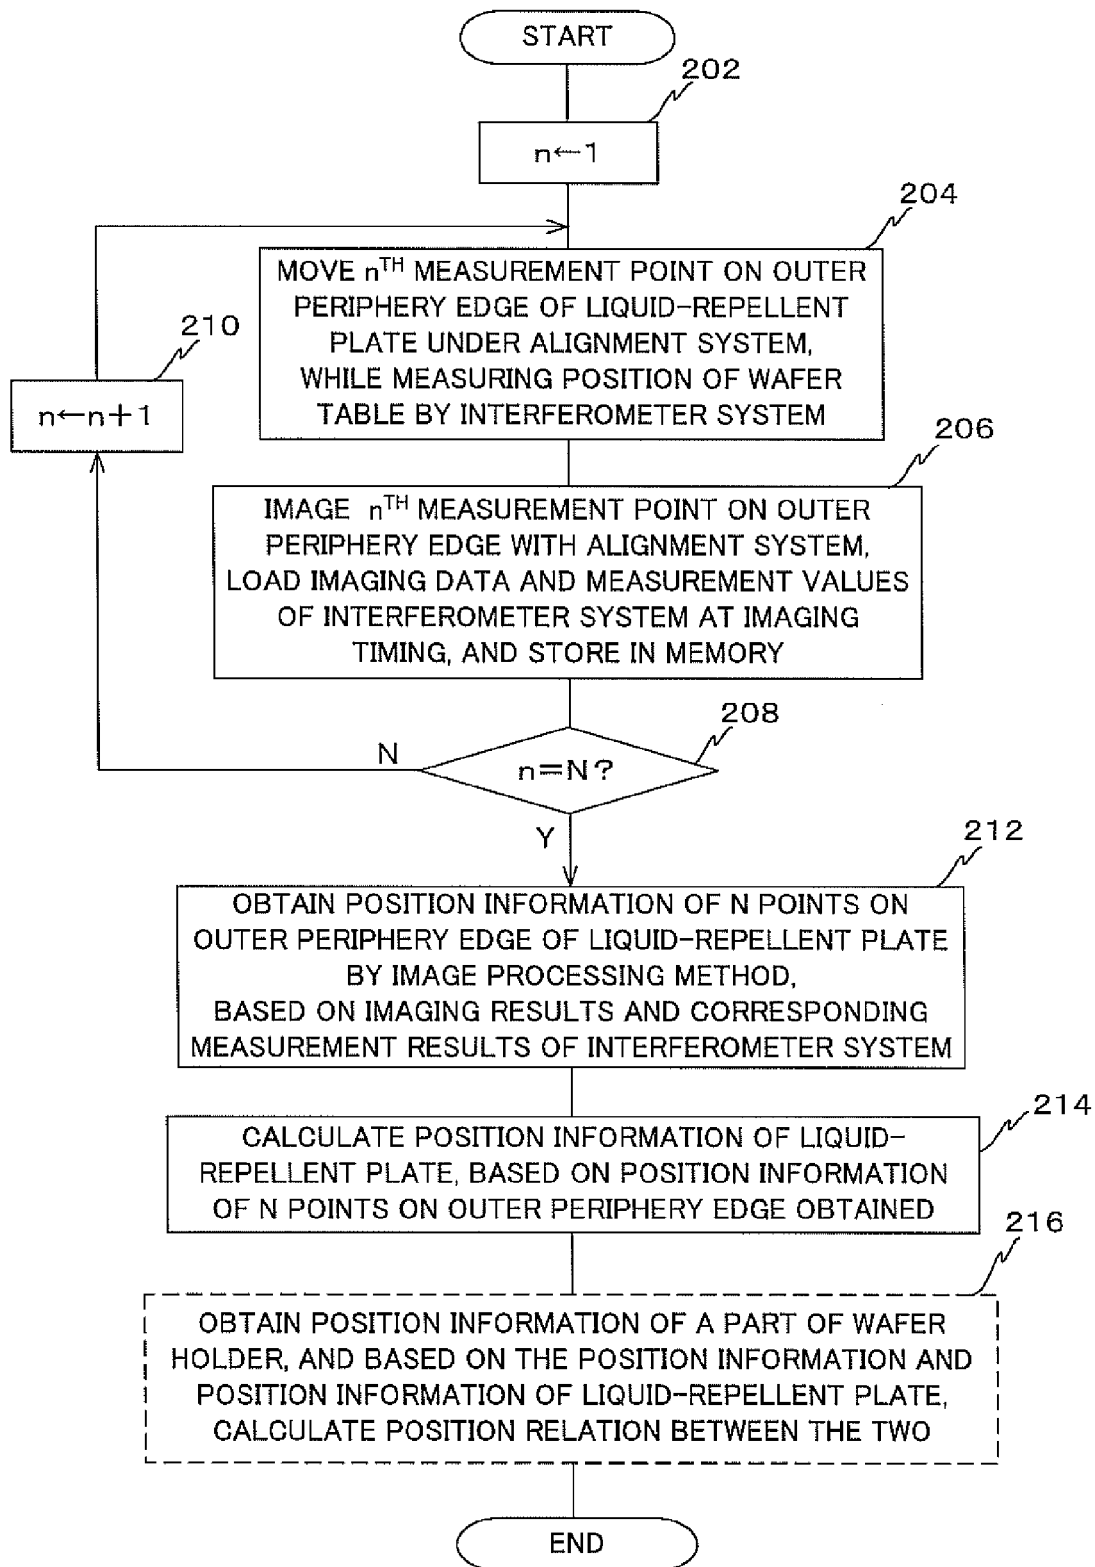 START
202
n←1
204
MOVE nTH MEASUREMENT POINT ON OUTER
PERIPHERY EDGE OF LIQUID-REPELLENT
PLATE UNDER ALIGNMENT SYSTEM,
WHILE MEASURING POSITION OF WAFER
TABLE BY INTERFEROMETER SYSTEM
210
n←n+1
206
IMAGE nTH MEASUREMENT POINT ON OUTER
PERIPHERY EDGE WITH ALIGNMENT SYSTEM,
LOAD IMAGING DATA AND MEASUREMENT VALUES
OF INTERFEROMETER SYSTEM AT IMAGING
TIMING, AND STORE IN MEMORY
208
N
n=N?
Y
212
OBTAIN POSITION INFORMATION OF N POINTS ON
OUTER PERIPHERY EDGE OF LIQUID-REPELLENT PLATE
BY IMAGE PROCESSING METHOD,
BASED ON IMAGING RESULTS AND CORRESPONDING
MEASUREMENT RESULTS OF INTERFEROMETER SYSTEM
214
CALCULATE POSITION INFORMATION OF LIQUID-
REPELLENT PLATE, BASED ON POSITION INFORMATION
OF N POINTS ON OUTER PERIPHERY EDGE OBTAINED
216
OBTAIN POSITION INFORMATION OF A PART OF WAFER
HOLDER, AND BASED ON THE POSITION INFORMATION AND
POSITION INFORMATION OF LIQUID-REPELLENT PLATE,
CALCULATE POSITION RELATION BETWEEN THE TWO
END